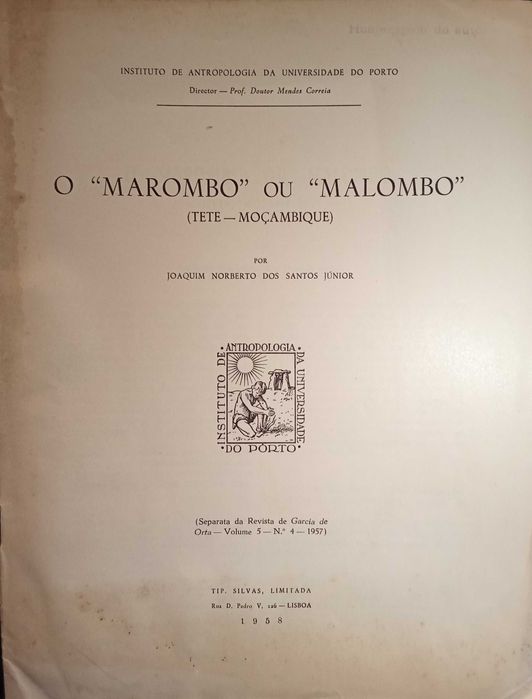 INSTITUTO DE ANTROPOLOGIA DA UNIVERSIDADE DO PORTO
Director — Prof. Doutor Mendes Correia
O “MAROMBO” OU “MALOMBO”
(TETE — MOÇAMBIQUE)
POR
JOAQUIM NORBERTO DOS SANTOS JÚNIOR
INSTITUTO DE
ANTROPOLOGIA
DA UNIVERSIDADE
DO PÔRTO
(Separata da Revista de Garcia de
Orta — Volume 5 — N.º 4 — 1957)
TIP. SILVAS, LIMITADA
Rua D. Pedro V, 126 — LISBOA
1958